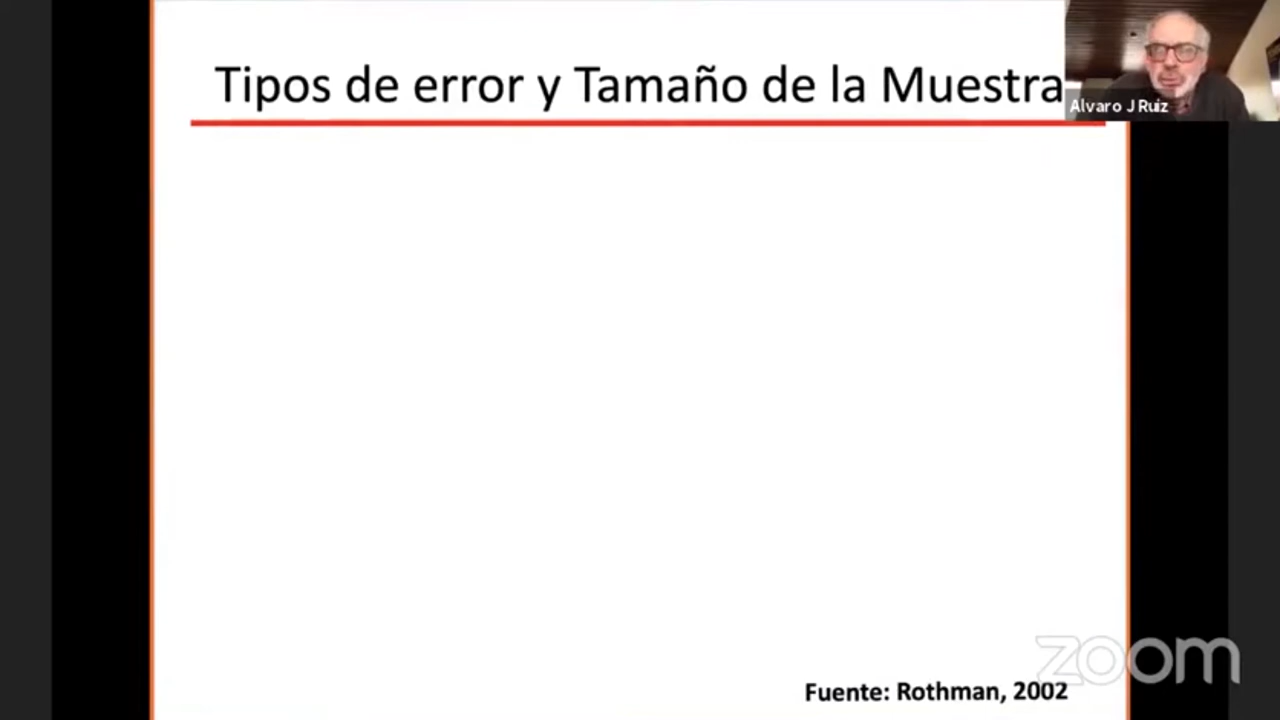 Tipos de error y Tamaño de la Muestra
Alvaro J Ruiz
zoom
Fuente: Rothman, 2002